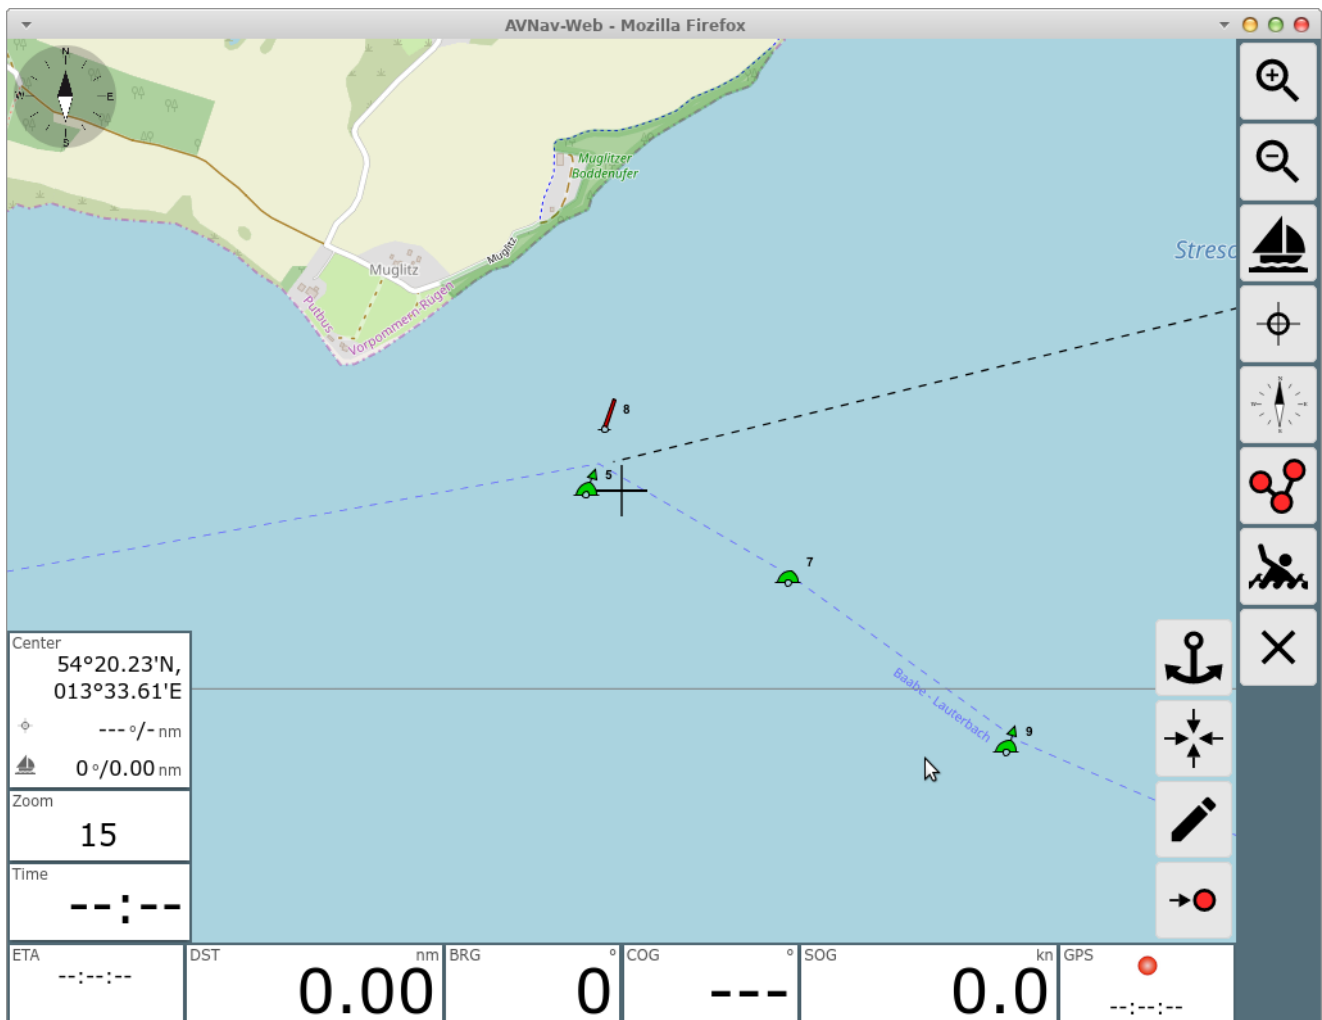 AVNav-Web - Mozilla Firefox
N
W
E
S
Muglitzer
Boddenufer
Muglitz
Muglitz
Putbus
Vorpommern-Rügen
Stresc
8
5
7
Baabe - Lauterbach
9
Center
54°20.23'N,
013°33.61'E
--- °/- nm
0 °/0.00 nm
Zoom
15
Time
--:--
ETA
--:--:--
DST nm
0.00
BRG °
0
COG °
---
SOG kn
0.0
GPS
--:--:--